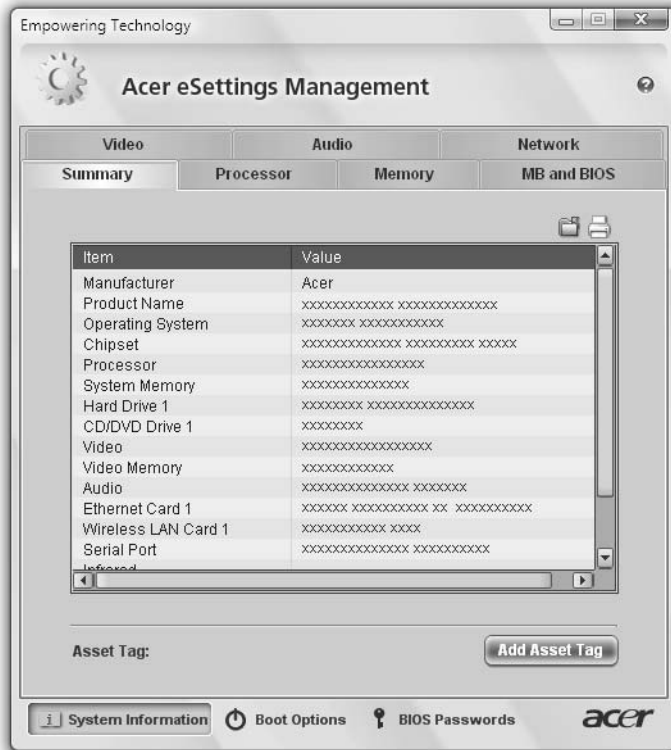 Empowering Technology
Acer eSettings Management
Video Audio Network
Summary Processor Memory MB and BIOS
Item Value
Manufacturer Acer
Product Name xxxxxxxxxxxx xxxxxxxxxxxxx
Operating System xxxxxxx xxxxxxxxxxx
Chipset xxxxxxxxxxxxx xxxxxxxxx xxxxx
Processor xxxxxxxxxxxxxxxx
System Memory xxxxxxxxxxxxxx
Hard Drive 1 xxxxxxxx xxxxxxxxxxxxxx
CD/DVD Drive 1 xxxxxxxx
Video xxxxxxxxxxxxxxxxx
Video Memory xxxxxxxxxxxx
Audio xxxxxxxxxxxxxx xxxxxxx
Ethernet Card 1 xxxxxx xxxxxxxxxx xx xxxxxxxxxx
Wireless LAN Card 1 xxxxxxxxxxx xxxx
Serial Port xxxxxxxxxxxxxx xxxxxxxxxx
Infrared
Asset Tag: Add Asset Tag
i System Information Boot Options BIOS Passwords acer